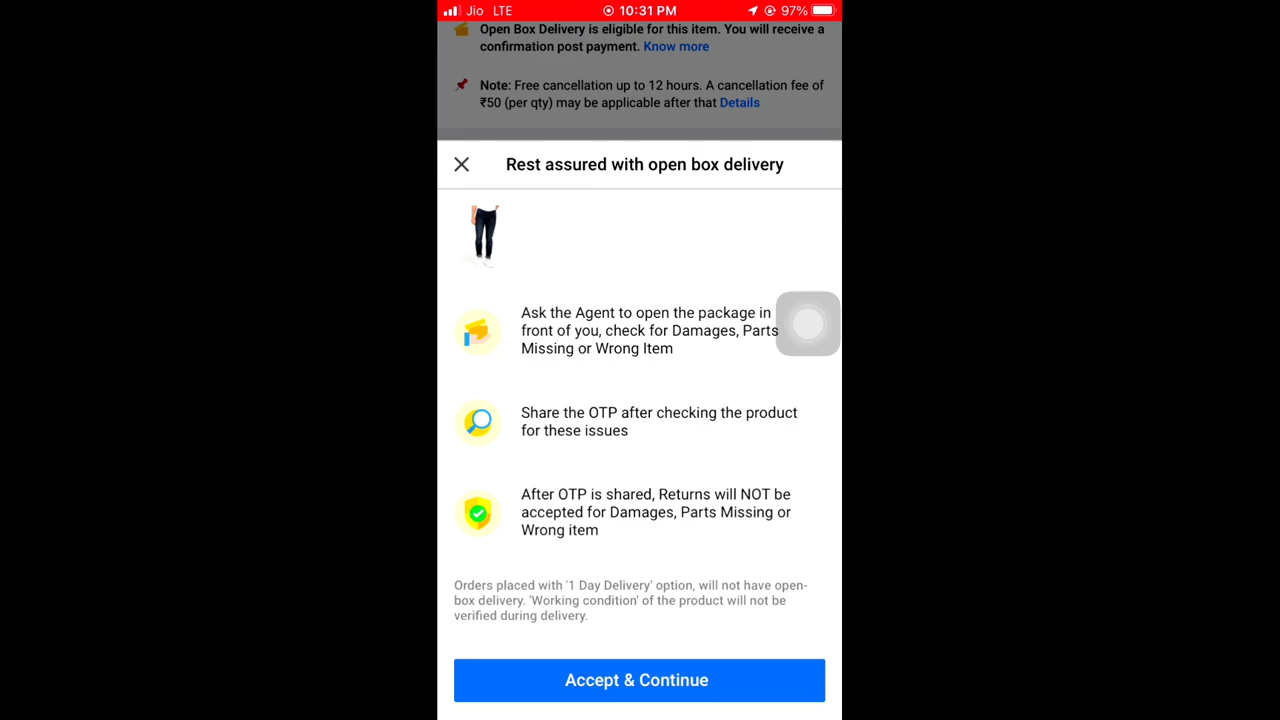 Jio LTE 10:31 PM 97%
Open Box Delivery is eligible for this item. You will receive a
confirmation post payment. Know more
Note: Free cancellation up to 12 hours. A cancellation fee of
₹50 (per qty) may be applicable after that Details
Rest assured with open box delivery
Ask the Agent to open the package in
front of you, check for Damages, Parts
Missing or Wrong Item
Share the OTP after checking the product
for these issues
After OTP is shared, Returns will NOT be
accepted for Damages, Parts Missing or
Wrong item
Orders placed with '1 Day Delivery' option, will not have open-
box delivery. 'Working condition' of the product will not be
verified during delivery.
Accept & Continue